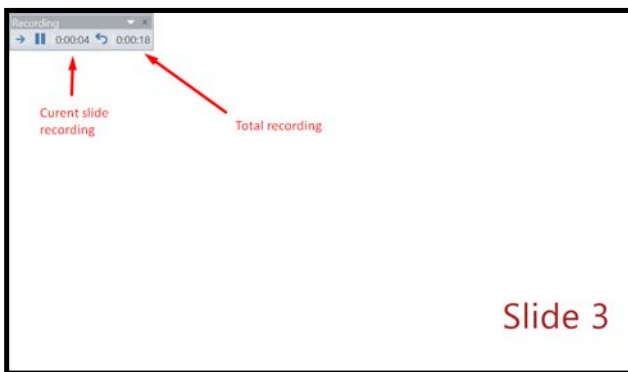 Recording
0:00:04 0:00:18
Curent slide
recording
Total recording
Slide 3